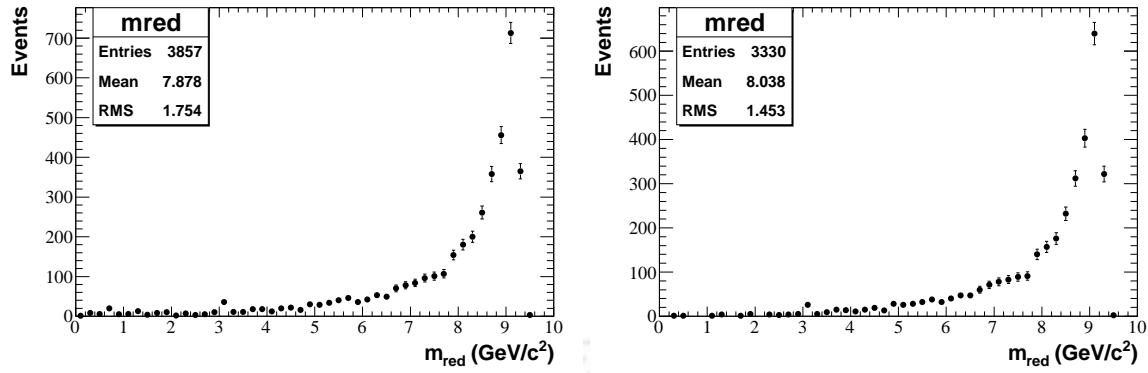 Events
700
600
500
400
300
200
100
0
mred
Entries 3857
Mean 7.878
RMS 1.754
0 1 2 3 4 5 6 7 8 9 10
m_red (GeV/c²)
Events
600
500
400
300
200
100
0
mred
Entries 3330
Mean 8.038
RMS 1.453
0 1 2 3 4 5 6 7 8 9 10
m_red (GeV/c²)